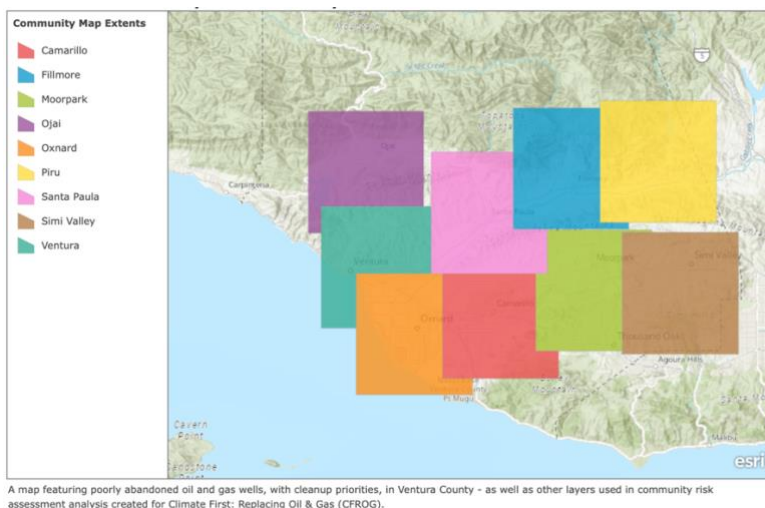 Community Map Extents
Camarillo
Fillmore
Moorpark
Ojai
Oxnard
Piru
Santa Paula
Simi Valley
Ventura
5
Ojai
Carpinteria
Ventura
Simi Valley
Moorpark
Camarillo
Oxnard
Thousand Oaks
Agoura Hills
Pt Mugu
Malibu
Cavern
Point
Sandstone
Point
esri
A map featuring poorly abandoned oil and gas wells, with cleanup priorities, in Ventura County - as well as other layers used in community risk
assessment analysis created for Climate First: Replacing Oil & Gas (CFROG).